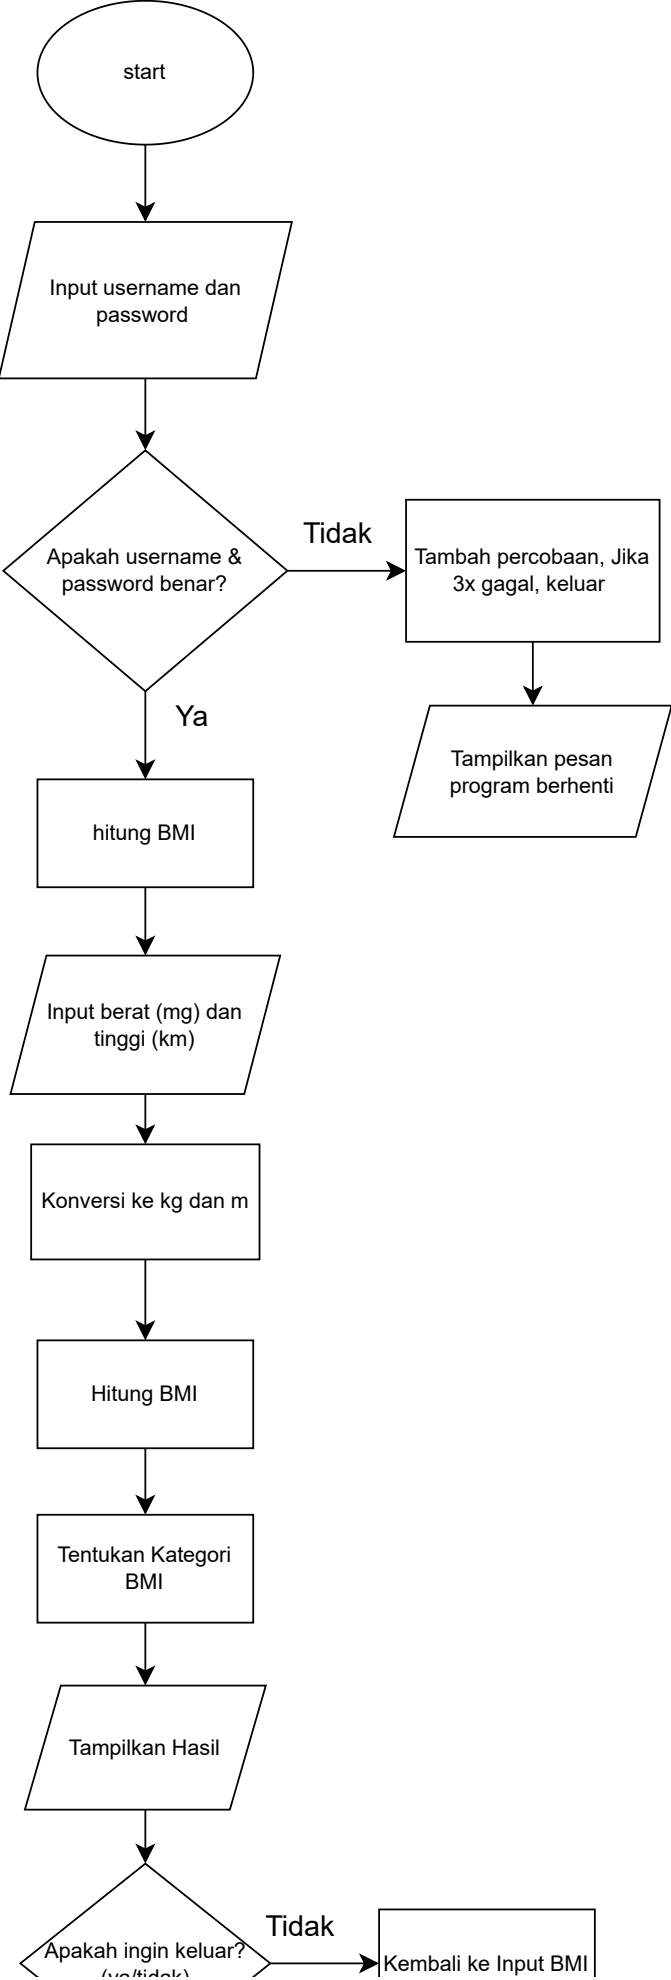 start
Input username dan
password
Apakah username &
password benar?
Tidak
Tambah percobaan, Jika
3x gagal, keluar
Ya
Tampilkan pesan
program berhenti
hitung BMI
Input berat (mg) dan
tinggi (km)
Konversi ke kg dan m
Hitung BMI
Tentukan Kategori
BMI
Tampilkan Hasil
Tidak
Apakah ingin keluar?
(ya/tidak)
Kembali ke Input BMI